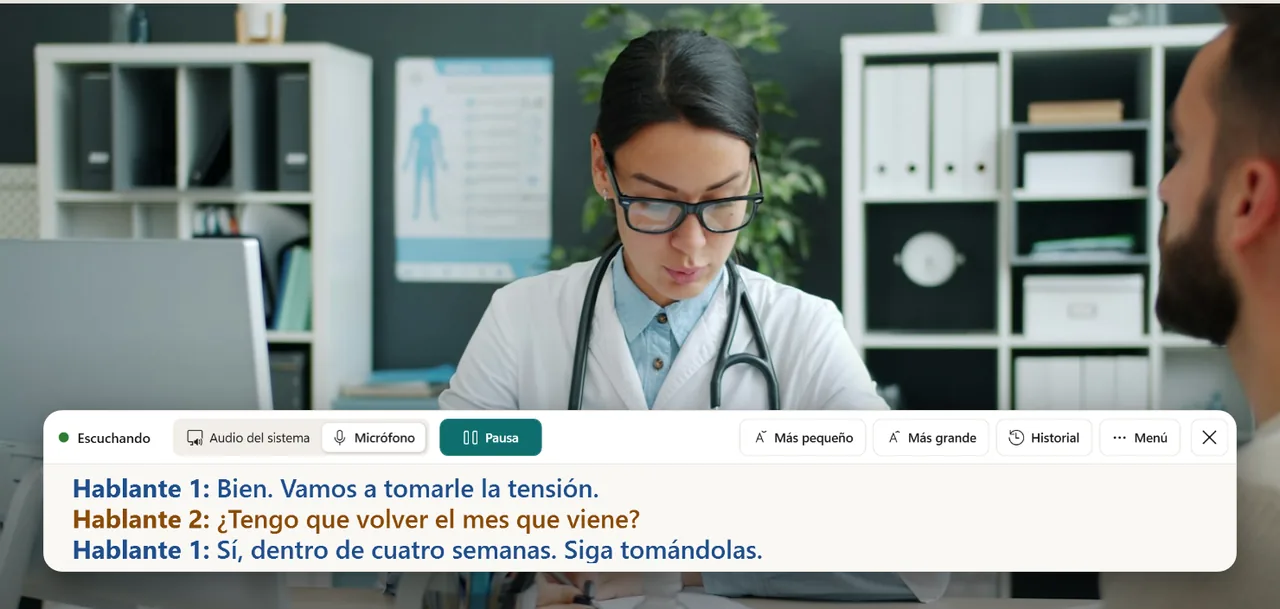 Escuchando
Audio del sistema
Micrófono
Pausa
Más pequeño
Más grande
Historial
Menú
Hablante 1: Bien. Vamos a tomarle la tensión.
Hablante 2: ¿Tengo que volver el mes que viene?
Hablante 1: Sí, dentro de cuatro semanas. Siga tomándolas.